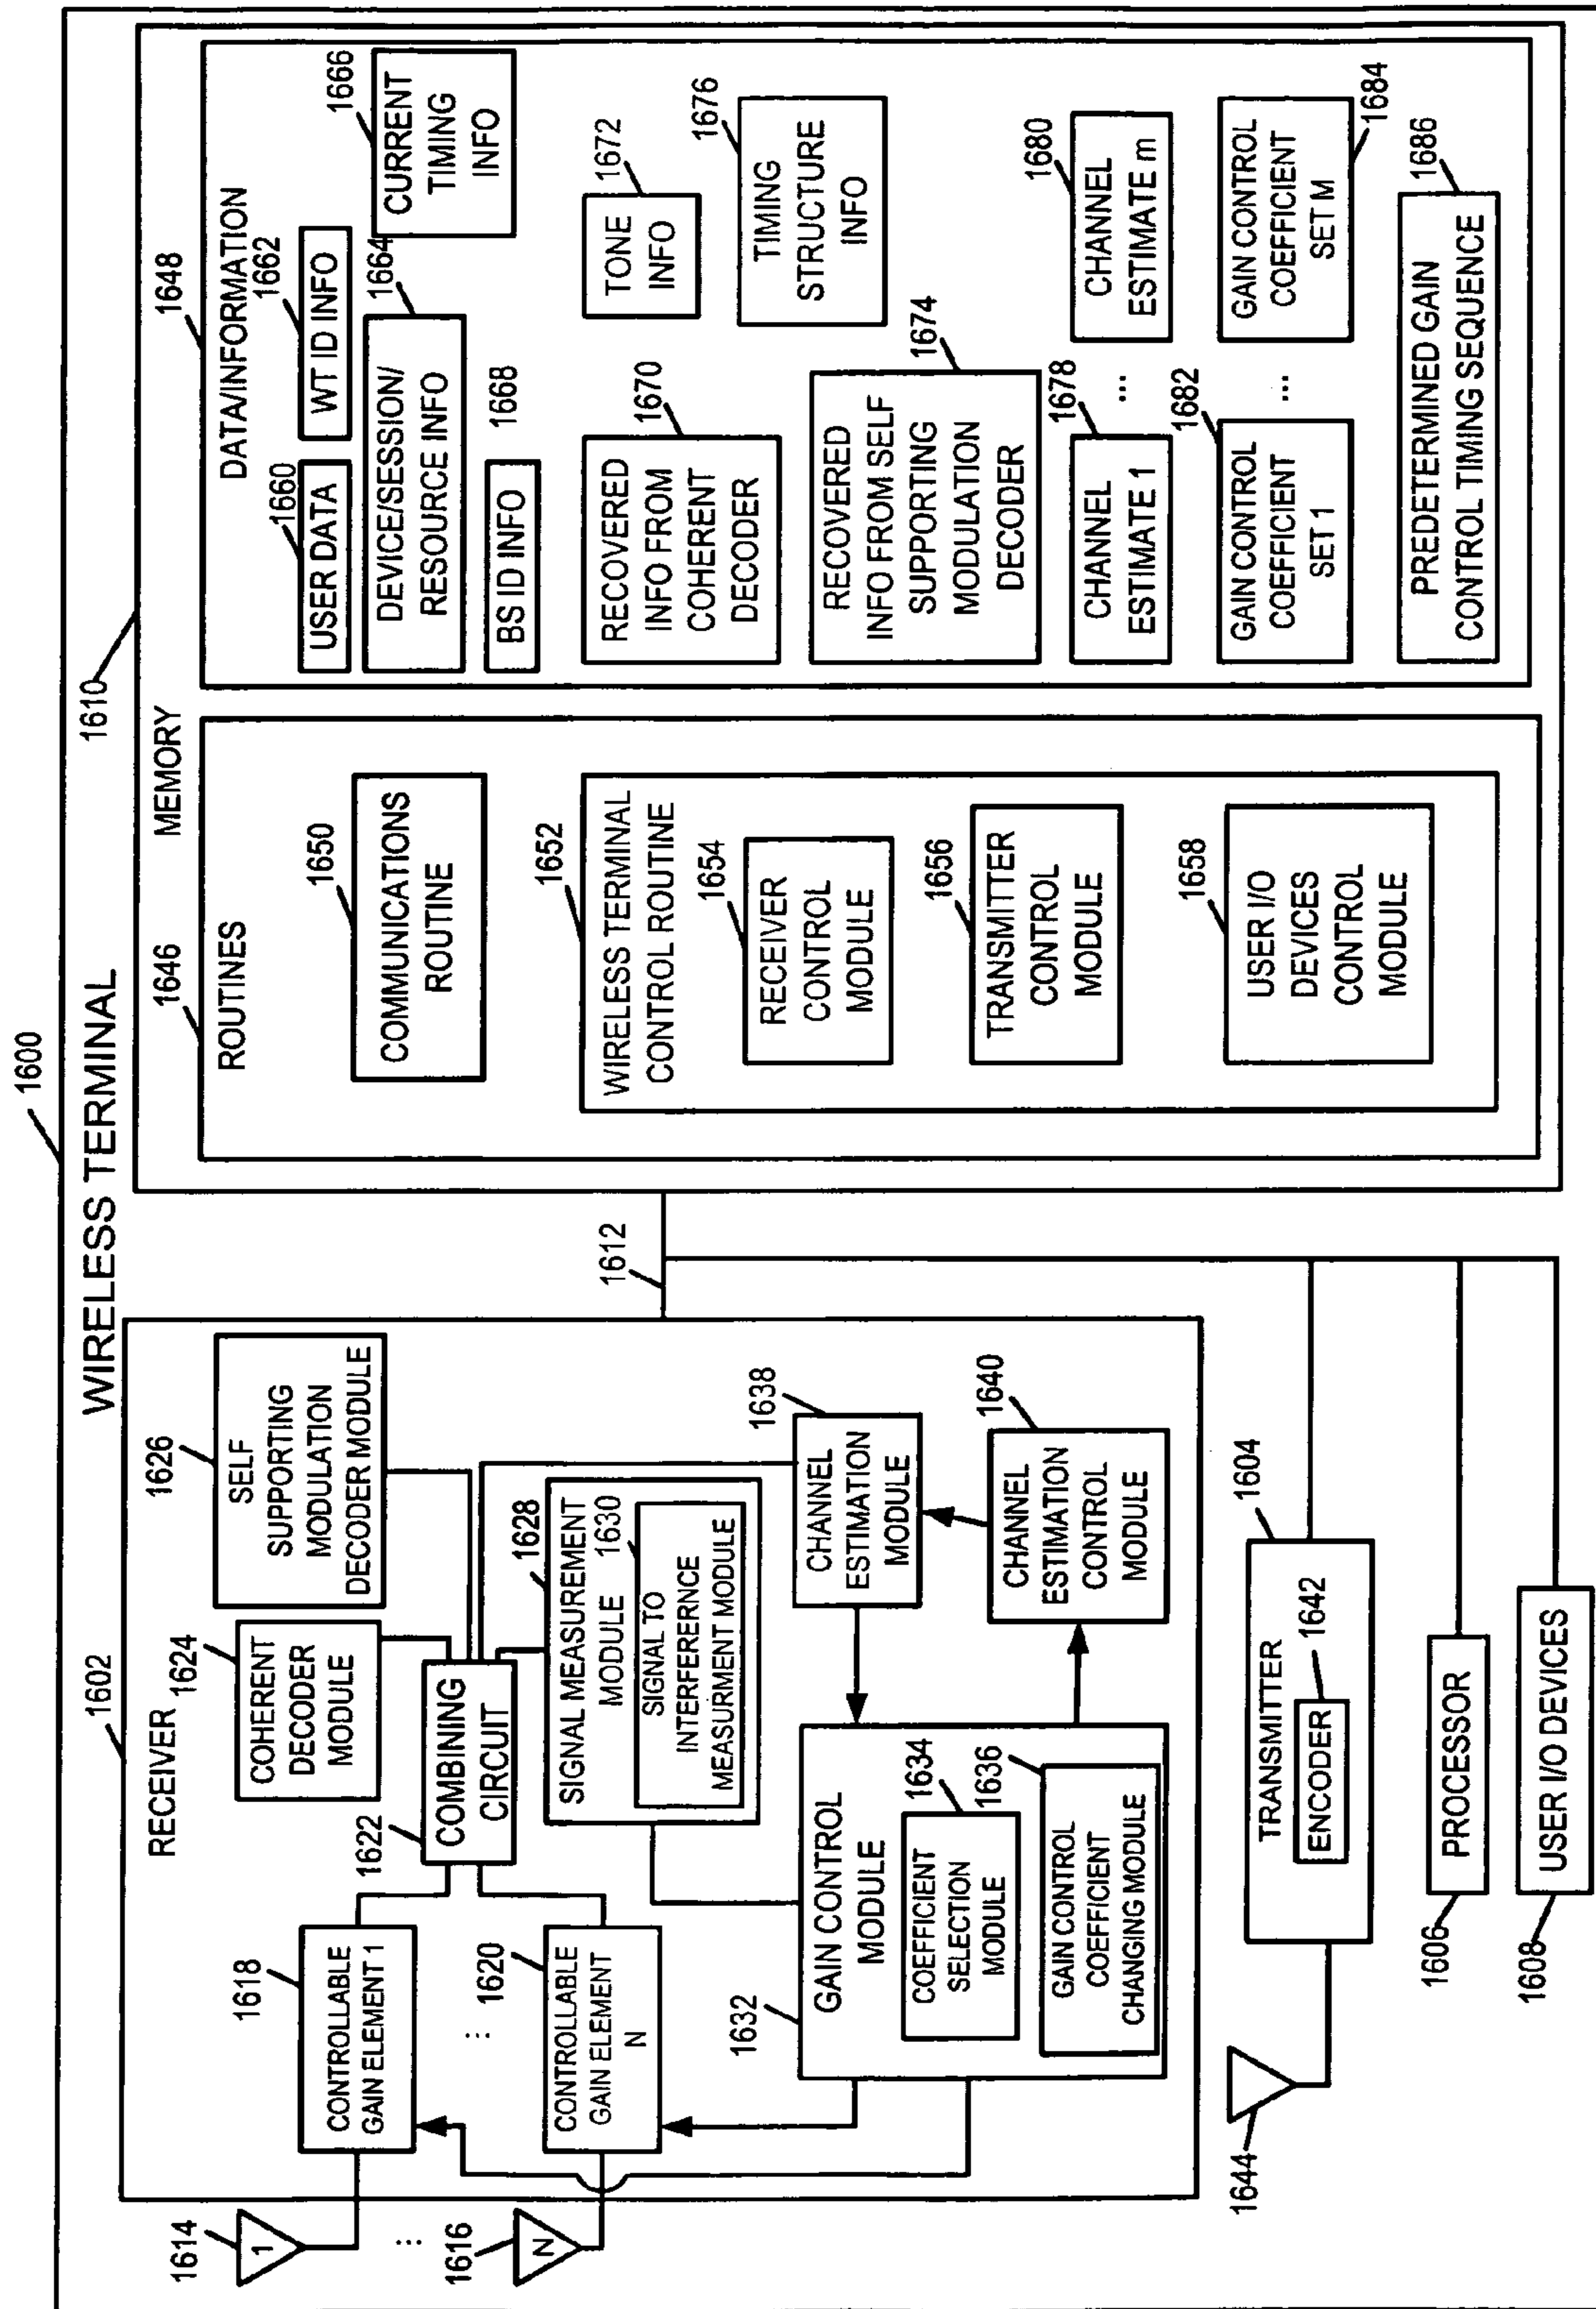 1600
WIRELESS TERMINAL
1602
RECEIVER
1614
1
...
1616
N
1618
CONTROLLABLE
GAIN ELEMENT 1
...
1620
CONTROLLABLE
GAIN ELEMENT
N
1622
COMBINING
CIRCUIT
1624
COHERENT
DECODER
MODULE
1626
SELF
SUPPORTING
MODULATION
DECODER MODULE
1628
SIGNAL MEASUREMENT
MODULE
1630
SIGNAL TO
INTERFERENCE
MEASURMENT MODULE
1632
GAIN CONTROL
MODULE
1634
COEFFICIENT
SELECTION
MODULE
1636
GAIN CONTROL
COEFFICIENT
CHANGING MODULE
1638
CHANNEL
ESTIMATION
MODULE
1640
CHANNEL
ESTIMATION
CONTROL
MODULE
1612
1644
1604
TRANSMITTER
1642
ENCODER
1606
PROCESSOR
1608
USER I/O DEVICES
1610
MEMORY
1646
ROUTINES
1650
COMMUNICATIONS
ROUTINE
1652
WIRELESS TERMINAL
CONTROL ROUTINE
1654
RECEIVER
CONTROL
MODULE
1656
TRANSMITTER
CONTROL
MODULE
1658
USER I/O
DEVICES
CONTROL
MODULE
1648
DATA/INFORMATION
1660
USER DATA
1662
WT ID INFO
1664
DEVICE/SESSION/
RESOURCE INFO
1666
CURRENT
TIMING
INFO
1668
BS ID INFO
1670
RECOVERED
INFO FROM
COHERENT
DECODER
1672
TONE
INFO
1674
RECOVERED
INFO FROM SELF
SUPPORTING
MODULATION
DECODER
1676
TIMING
STRUCTURE
INFO
1678
CHANNEL
ESTIMATE 1
...
1680
CHANNEL
ESTIMATE m
1682
GAIN CONTROL
COEFFICIENT
SET 1
...
GAIN CONTROL
COEFFICIENT
SET M
1684
1686
PREDETERMINED GAIN
CONTROL TIMING SEQUENCE